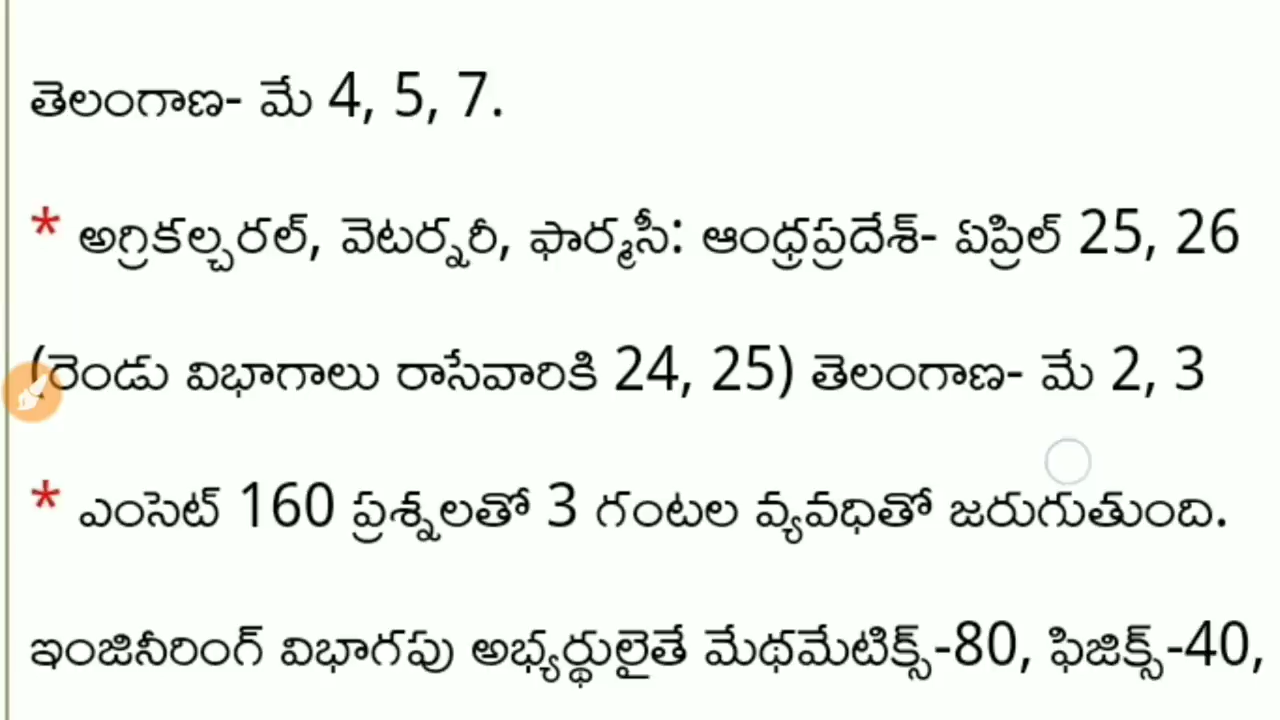 తెలంగాణ- మే 4, 5, 7.
* అగ్రికల్చరల్, వెటర్నరీ, ఫార్మసీ: ఆంధ్రప్రదేశ్- ఏప్రిల్ 25, 26
(రెండు విభాగాలు రాసేవారికి 24, 25) తెలంగాణ- మే 2, 3
* ఎంసెట్ 160 ప్రశ్నలతో 3 గంటల వ్యవధితో జరుగుతుంది.
ఇంజినీరింగ్ విభాగపు అభ్యర్థులైతే మేథమేటిక్స్-80, ఫిజిక్స్-40,